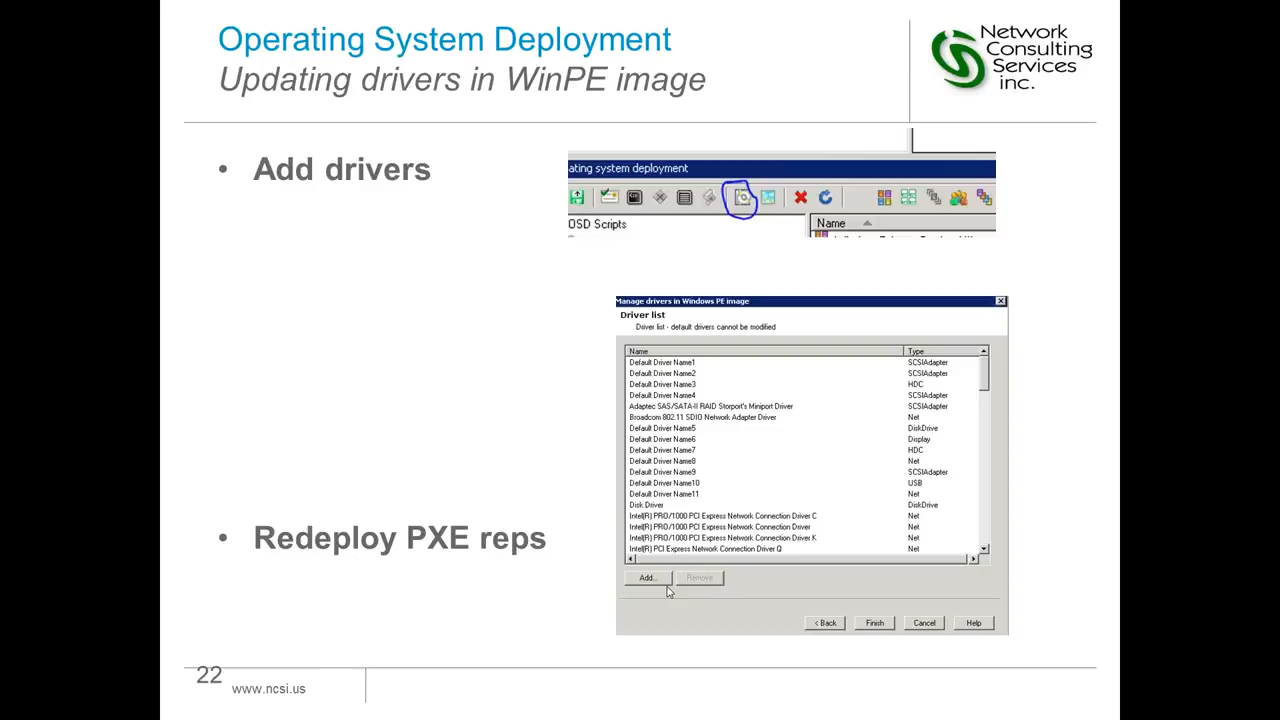 Operating System Deployment
Updating drivers in WinPE image
Network
Consulting
Services
inc.
• Add drivers
ating system deployment
OSD Scripts
Name
Manage drivers in Windows PE image
Driver list
Driver list - default drivers cannot be modified
Name Type
Default Driver Name1 SCSIAdapter
Default Driver Name2 SCSIAdapter
Default Driver Name3 HDC
Default Driver Name4 SCSIAdapter
Adaptec SAS/SATA-II RAID Storport's Miniport Driver SCSIAdapter
Broadcom 802.11 SDIO Network Adapter Driver Net
Default Driver Name5 DiskDrive
Default Driver Name6 Display
Default Driver Name7 HDC
Default Driver Name8 Net
Default Driver Name9 SCSIAdapter
Default Driver Name10 USB
Default Driver Name11 Net
Disk Driver DiskDrive
Intel(R) PRO/1000 PCI Express Network Connection Driver C Net
Intel(R) PRO/1000 PCI Express Network Connection Driver Net
Intel(R) PRO/1000 PCI Express Network Connection Driver K Net
Intel(R) PCI Express Network Connection Driver Q Net
Add... Remove
< Back Finish Cancel Help
• Redeploy PXE reps
22
www.ncsi.us